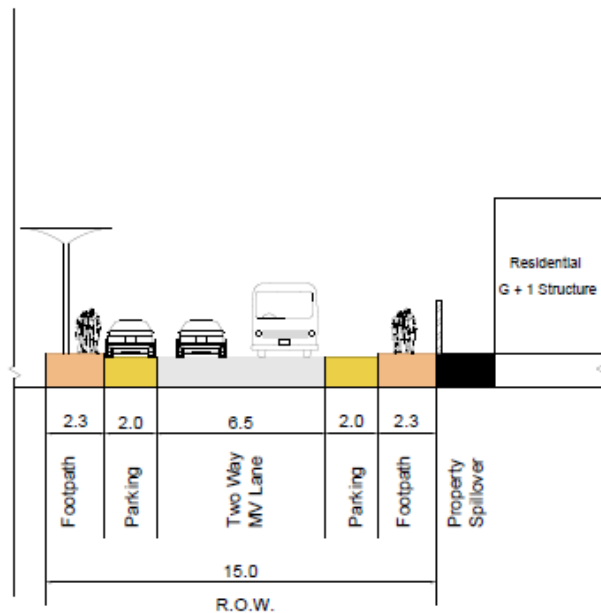 Residential
G + 1 Structure
2.3
2.0
6.5
2.0
2.3
Footpath
Parking
Two Way
MV Lane
Parking
Footpath
Property
Spillover
15.0
R.O.W.